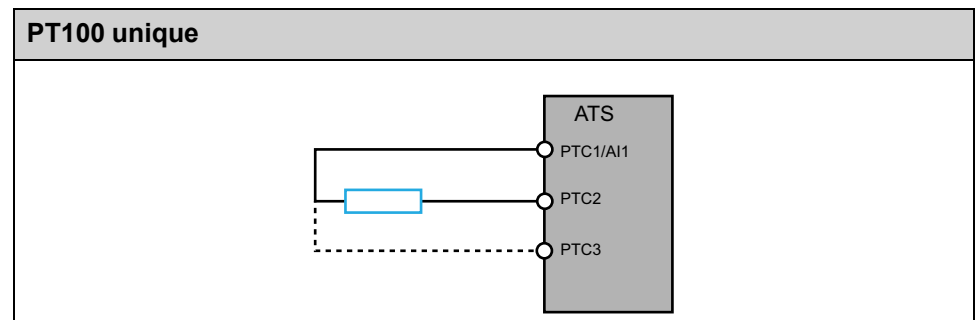 PT100 unique
ATS
PTC1/AI1
PTC2
PTC3